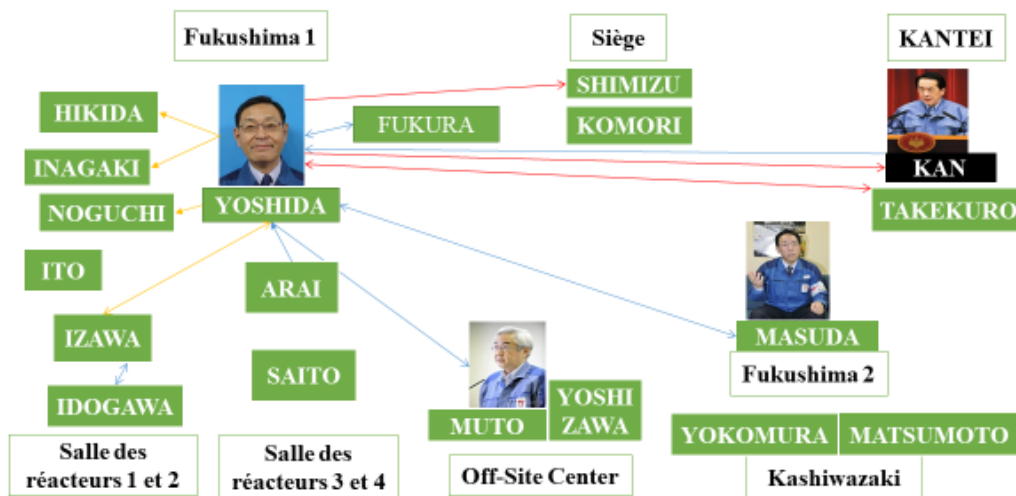 Fukushima 1
Siège
KANTEI
SHIMIZU
HIKIDA
FUKURA
KOMORI
INAGAKI
KAN
NOGUCHI
YOSHIDA
TAKEKURO
ITO
ARAI
IZAWA
MASUDA
SAITO
Fukushima 2
IDOGAWA
MUTO
YOSHI
ZAWA
YOKOMURA
MATSUMOTO
Salle des
réacteurs 1 et 2
Salle des
réacteurs 3 et 4
Off-Site Center
Kashiwazaki